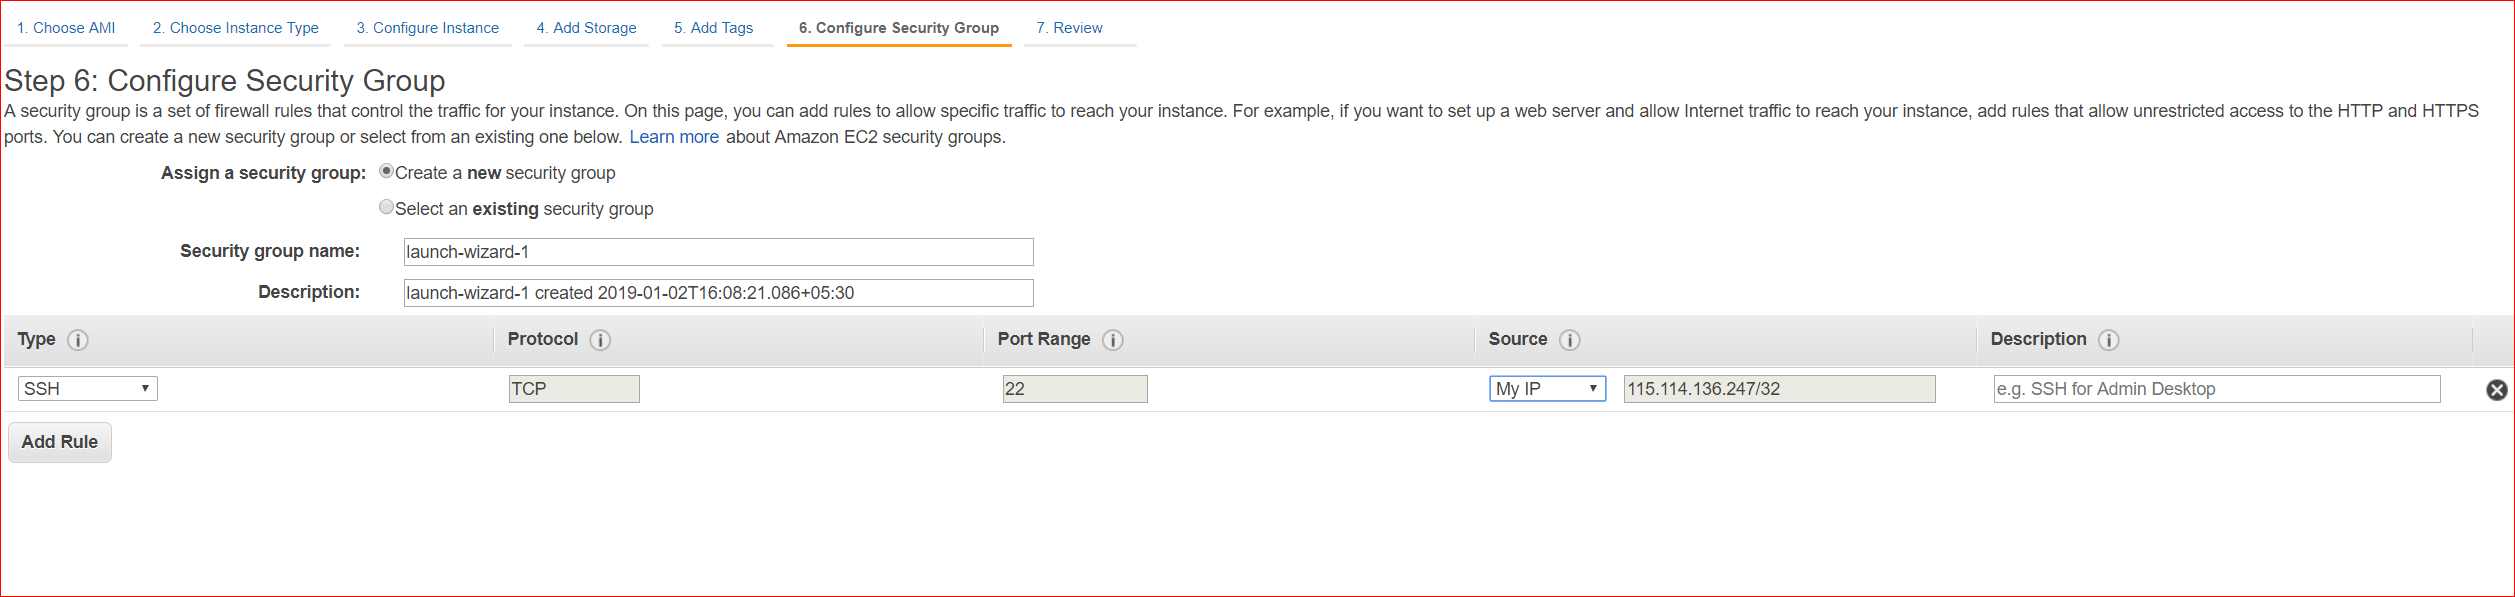 1. Choose AMI 2. Choose Instance Type 3. Configure Instance 4. Add Storage 5. Add Tags 6. Configure Security Group 7. Review
Step 6: Configure Security Group
A security group is a set of firewall rules that control the traffic for your instance. On this page, you can add rules to allow specific traffic to reach your instance. For example, if you want to set up a web server and allow Internet traffic to reach your instance, add rules that allow unrestricted access to the HTTP and HTTPS
ports. You can create a new security group or select from an existing one below. Learn more about Amazon EC2 security groups.
Assign a security group: Create a new security group
Select an existing security group
Security group name: launch-wizard-1
Description: launch-wizard-1 created 2019-01-02T16:08:21.086+05:30
Type i Protocol i Port Range i Source i Description i
SSH TCP 22 My IP 115.114.136.247/32 e.g. SSH for Admin Desktop
Add Rule